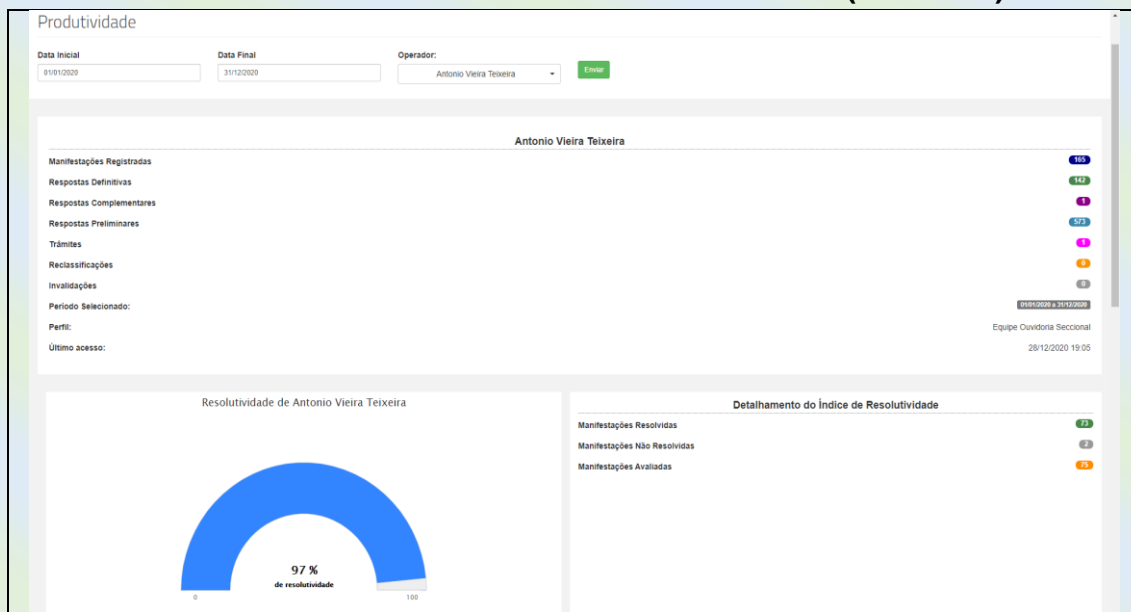 Produtividade
Data Inicial Data Final Operador:
01/01/2020 31/12/2020 Antonio Vieira Teixeira Enviar
Antonio Vieira Teixeira
Manifestações Registradas 165
Respostas Definitivas 142
Respostas Complementares 1
Respostas Preliminares 573
Trâmites 1
Reclassificações 0
Invalidações 0
Período Selecionado: 01/01/2020 a 31/12/2020
Perfil: Equipe Ouvidoria Seccional
Último acesso: 28/12/2020 19:05
Resolutividade de Antonio Vieira Teixeira
97 %
de resolutividade
0 100
Detalhamento do Índice de Resolutividade
Manifestações Resolvidas 73
Manifestações Não Resolvidas 2
Manifestações Avaliadas 75